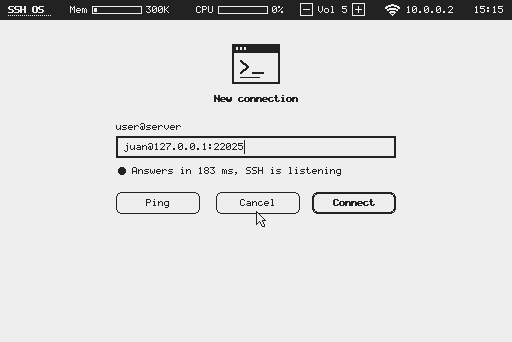 SSH OS Mem 300K CPU 0% Vol 5 10.0.0.2 15:15
New connection
user@server
juan@127.0.0.1:22025
Answers in 183 ms, SSH is listening
Ping Cancel Connect